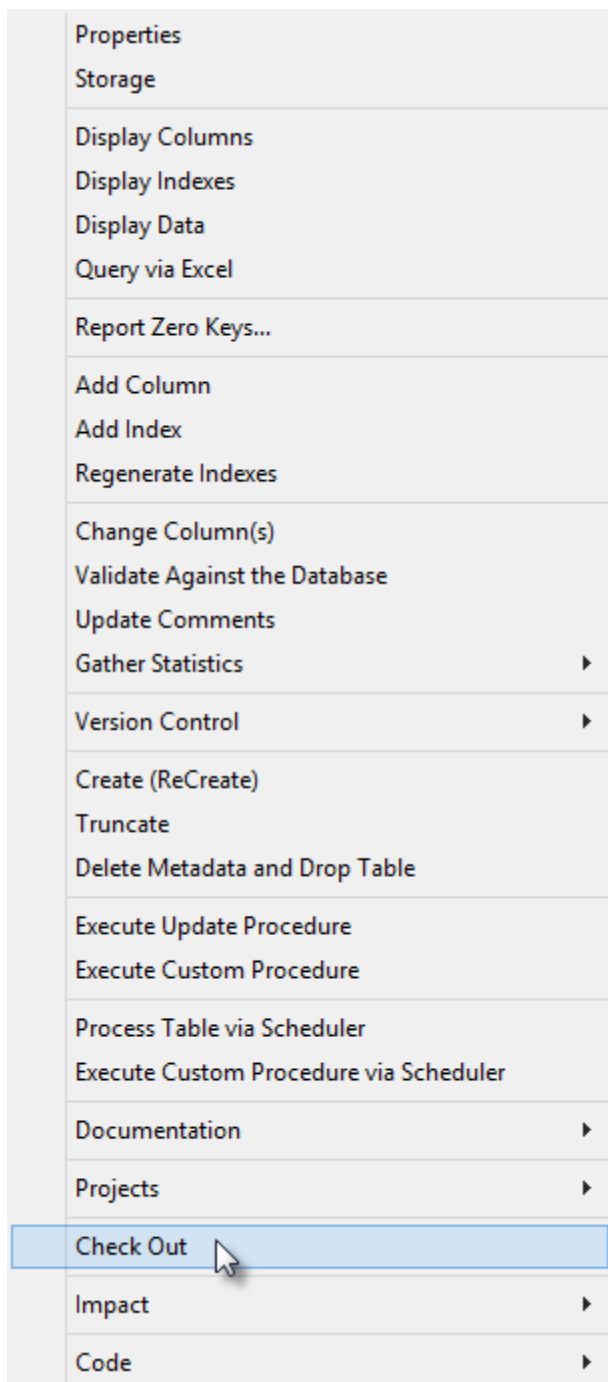 Properties
Storage
Display Columns
Display Indexes
Display Data
Query via Excel
Report Zero Keys...
Add Column
Add Index
Regenerate Indexes
Change Column(s)
Validate Against the Database
Update Comments
Gather Statistics
Version Control
Create (ReCreate)
Truncate
Delete Metadata and Drop Table
Execute Update Procedure
Execute Custom Procedure
Process Table via Scheduler
Execute Custom Procedure via Scheduler
Documentation
Projects
Check Out
Impact
Code